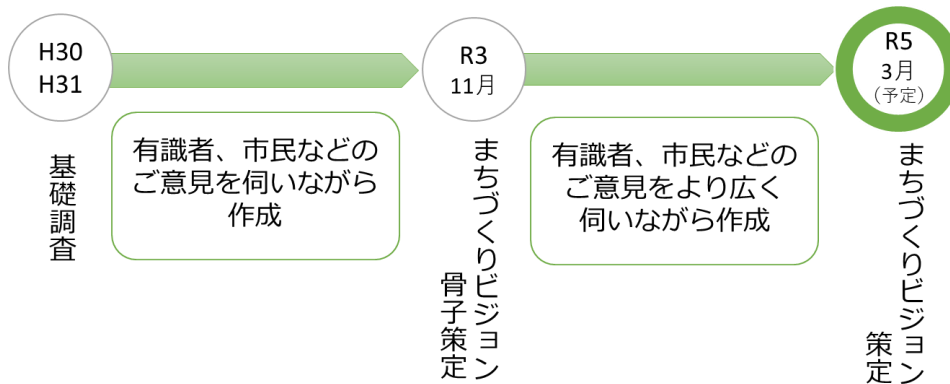 H30
H31
基礎調査
有識者、市民などの
ご意見を伺いながら
作成
R3
11月
まちづくりビジョン
骨子策定
有識者、市民などの
ご意見をより広く
伺いながら作成
R5
3月
(予定)
まちづくりビジョン
策定